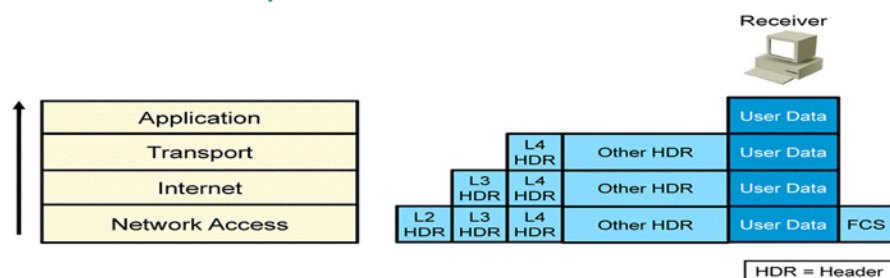 Receiver
Application
User Data
Transport
L4 HDR
Other HDR
User Data
Internet
L3 HDR
L4 HDR
Other HDR
User Data
Network Access
L2 HDR
L3 HDR
L4 HDR
Other HDR
User Data
FCS
HDR = Header